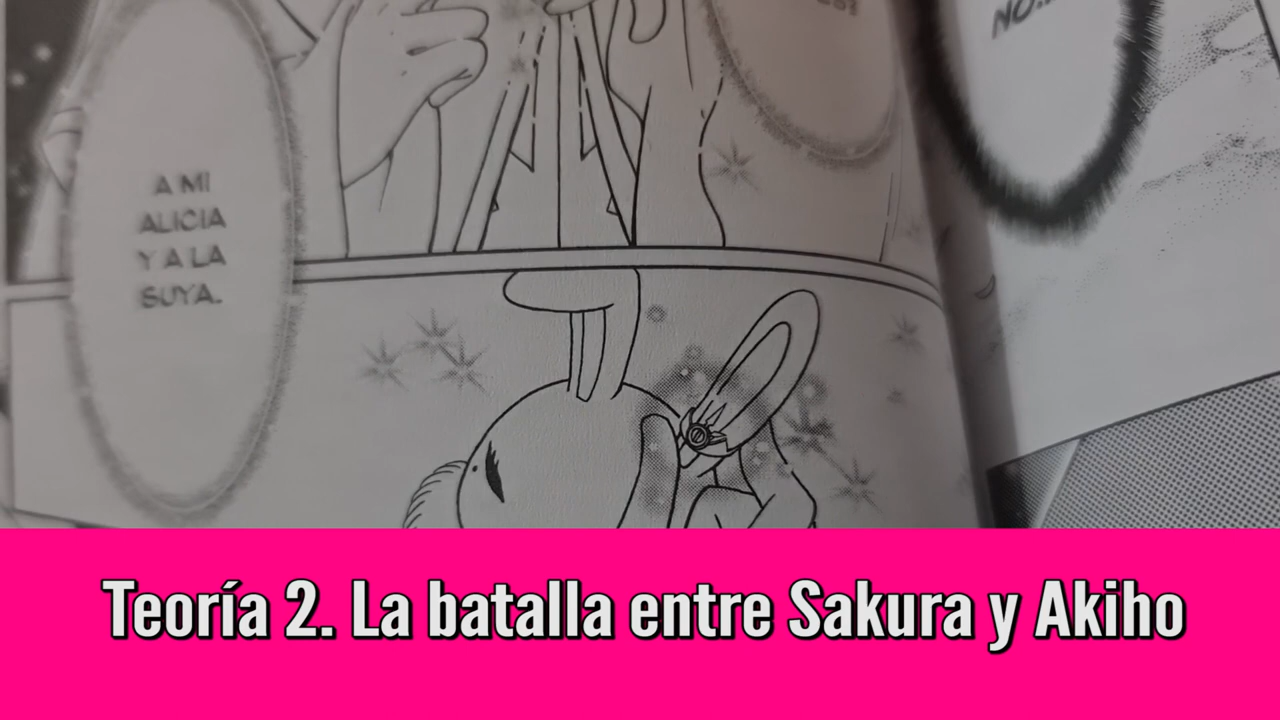 A MI
ALICIA
Y A LA
SUYA.
NO...
Teoría 2. La batalla entre Sakura y Akiho